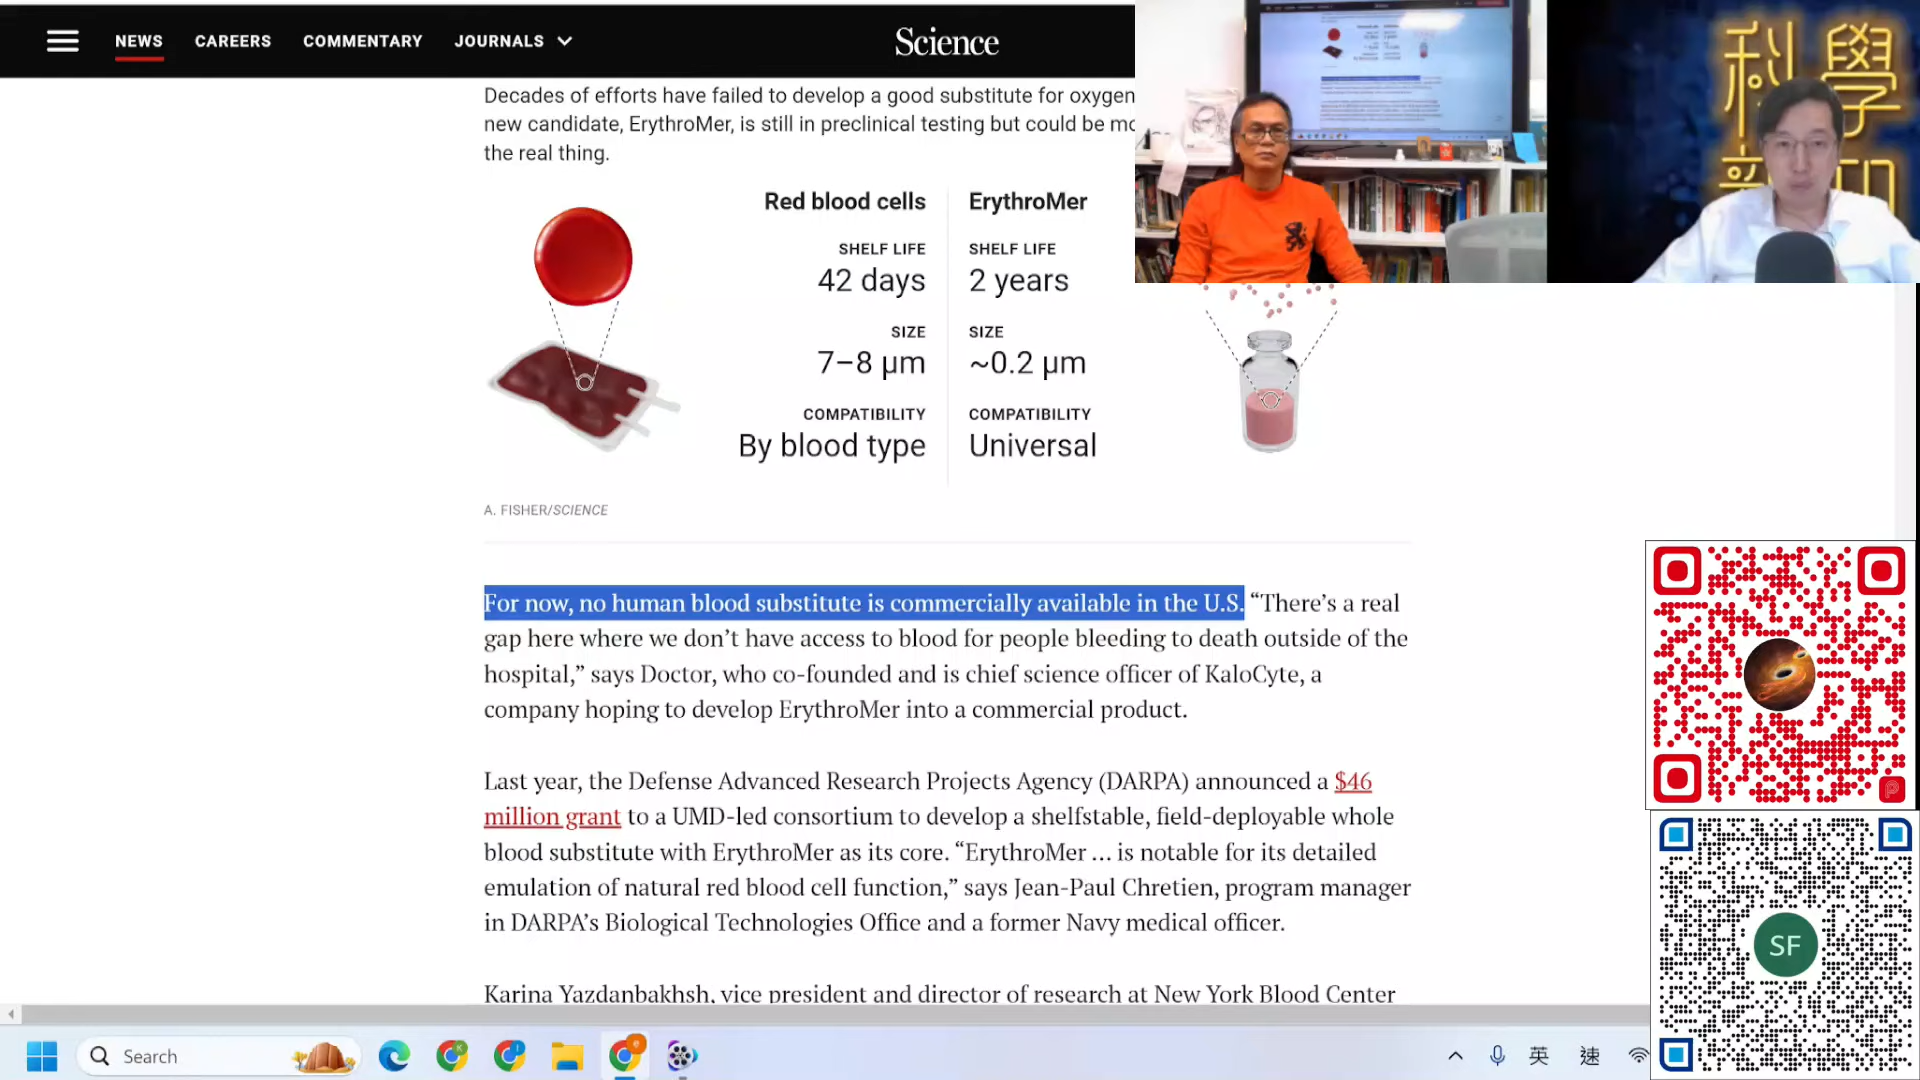 NEWS
CAREERS
COMMENTARY
JOURNALS
Science
Decades of efforts have failed to develop a good substitute for oxygen
new candidate, ErythroMer, is still in preclinical testing but could be mo
the real thing.
Red blood cells
ErythroMer
SHELF LIFE
42 days
SHELF LIFE
2 years
SIZE
7–8 μm
SIZE
~0.2 μm
COMPATIBILITY
By blood type
COMPATIBILITY
Universal
A. FISHER/SCIENCE
For now, no human blood substitute is commercially available in the U.S. “There’s a real
gap here where we don’t have access to blood for people bleeding to death outside of the
hospital,” says Doctor, who co-founded and is chief science officer of KaloCyte, a
company hoping to develop ErythroMer into a commercial product.
Last year, the Defense Advanced Research Projects Agency (DARPA) announced a $46
million grant to a UMD-led consortium to develop a shelfstable, field-deployable whole
blood substitute with ErythroMer as its core. “ErythroMer … is notable for its detailed
emulation of natural red blood cell function,” says Jean-Paul Chretien, program manager
in DARPA’s Biological Technologies Office and a former Navy medical officer.
Karina Yazdanbakhsh, vice president and director of research at New York Blood Center
科學
SF
Search
英
速